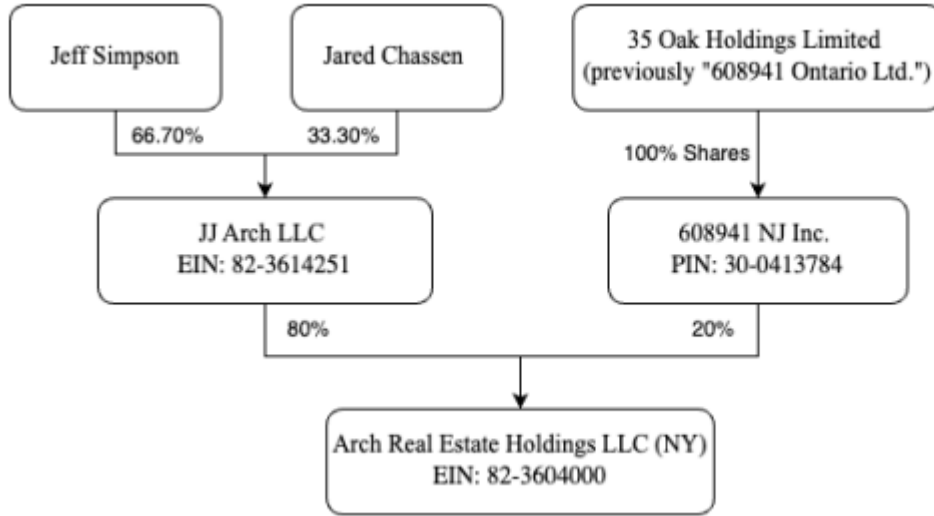 Jeff Simpson
Jared Chassen
35 Oak Holdings Limited
(previously "608941 Ontario Ltd.")
66.70%
33.30%
100% Shares
JJ Arch LLC
EIN: 82-3614251
608941 NJ Inc.
PIN: 30-0413784
80%
20%
Arch Real Estate Holdings LLC (NY)
EIN: 82-3604000